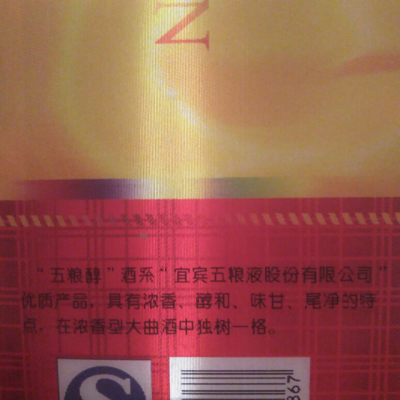 N
“五粮醇”酒系“宜宾五粮液股份有限公司”
优质产品，具有浓香、醇和、味甘、尾净的特
点，在浓香型大曲酒中独树一格。
S
867